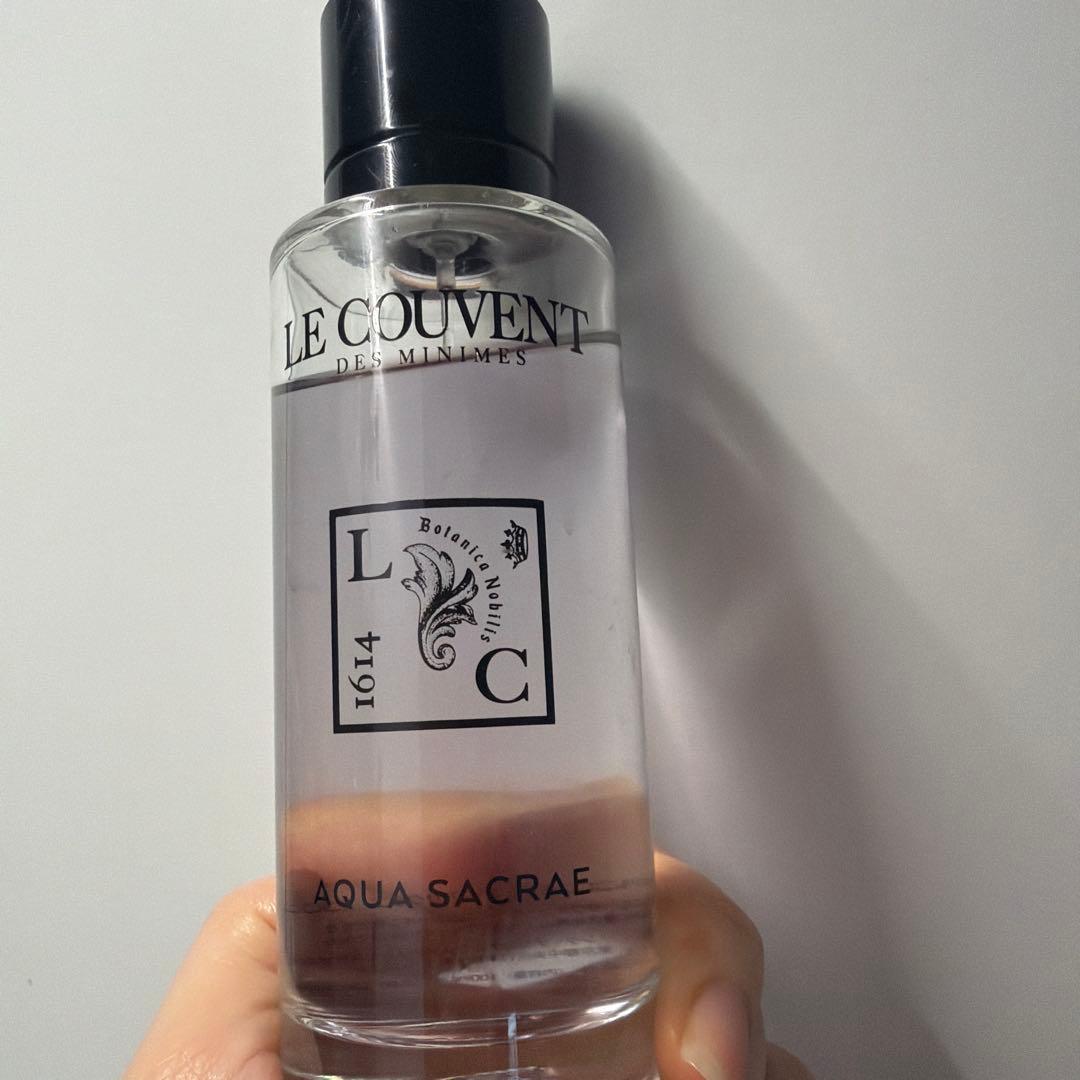 LE COUVENT
DES MINIMES
L
Botanica Nobilis
1614
C
AQUA SACRAE